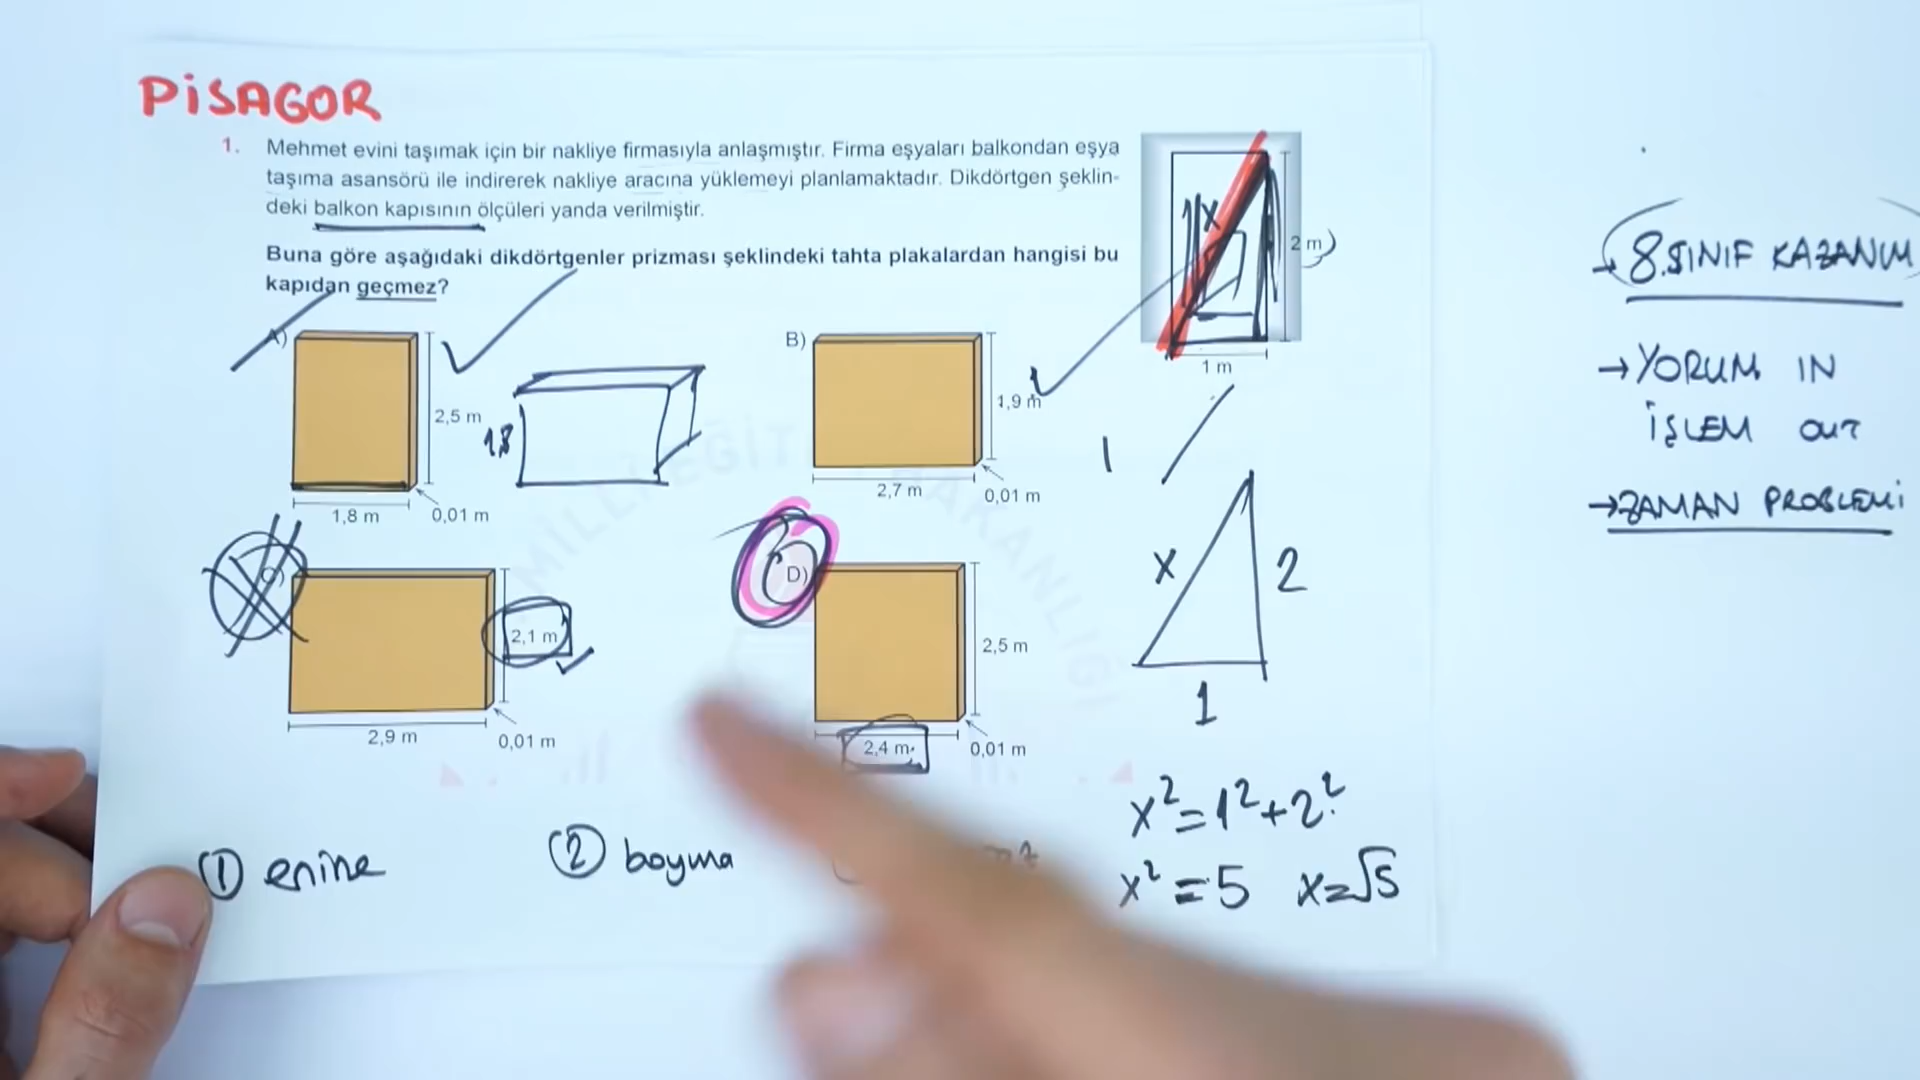 PİSAGOR
1. Mehmet evini taşımak için bir nakliye firmasıyla anlaşmıştır. Firma eşyaları balkondan eşya
taşıma asansörü ile indirerek nakliye aracına yüklemeyi planlamaktadır. Dikdörtgen şeklin-
deki balkon kapısının ölçüleri yanda verilmiştir.
Buna göre aşağıdaki dikdörtgenler prizması şeklindeki tahta plakalardan hangisi bu
kapıdan geçmez?
x
2 m
1 m
A)
2,5 m
1,8 m
0,01 m
1,8
B)
1,9 m
2,7 m
0,01 m
C)
2,1 m
2,9 m
0,01 m
D)
2,5 m
2,4 m
0,01 m
x
2
1
x²=1²+2²
x²=5 x=√5
① enine
② boyuna
→ 8.SINIF KAZANIM
→ YORUM IN
İŞLEM OUT
→ ZAMAN PROBLEMİ